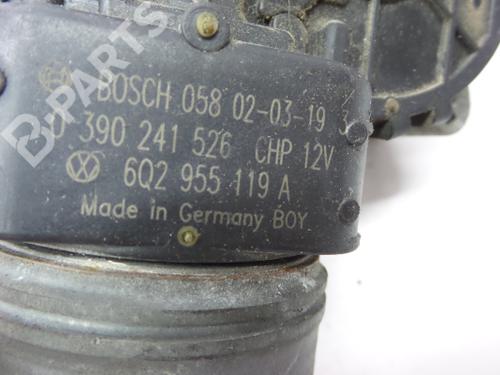 B-PARTS
BOSCH 058 02-03-19 3
0 390 241 526 CHP 12V
6Q2 955 119 A
Made in Germany BOY